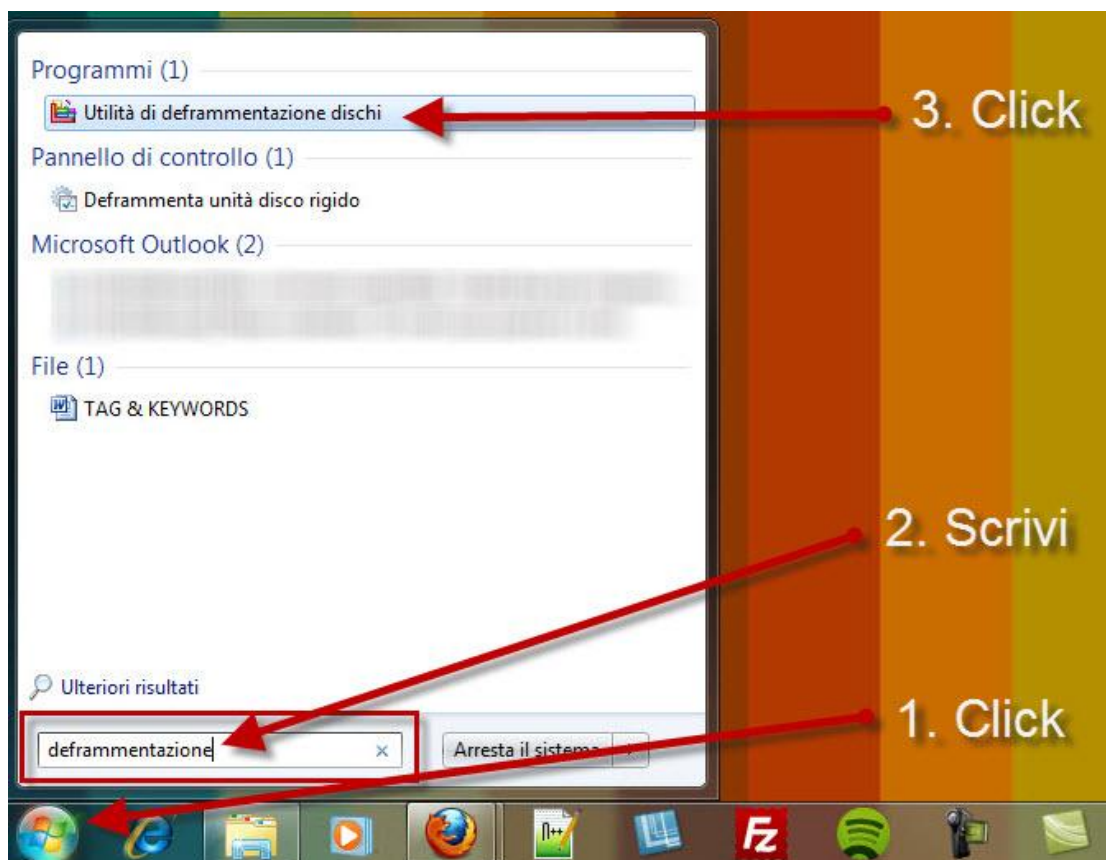 Programmi (1)
Utilità di deframmentazione dischi
3. Click
Pannello di controllo (1)
Deframmenta unità disco rigido
Microsoft Outlook (2)
File (1)
TAG & KEYWORDS
2. Scrivi
Ulteriori risultati
1. Click
deframmentazione
Arresta il sistema
n++
Fz